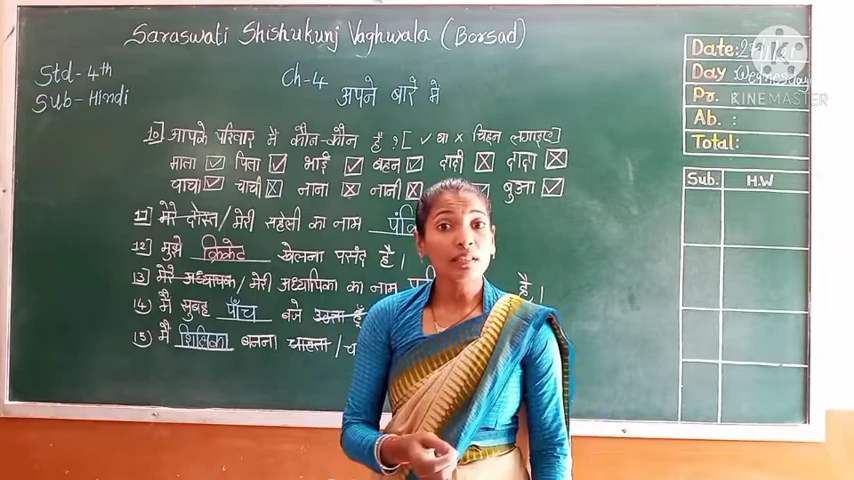 Saraswati Shishukunj Vaghwala (Borsad)
Std-4th
Sub-Hindi
Ch-4
अपने बारे में
Date:
Day :Wednesday
Pr.
Ab. :
Total:
KINEMASTER
Sub. H.W
10) आपके परिवार में कौन-कौन है ? [ ✓ या × चिह्न लगाइए ]
माता ✓ पिता ✓ भाई ✓ बहन ✓ दादी × दादा ×
चाचा ✓ चाची × नाना × नानी × बुआ ✓
11) मेरे दोस्त / मेरी सहेली का नाम
12) मुझे क्रिकेट खेलना पसंद है।
13) मेरे अध्यापक / मेरी अध्यापिका का नाम है।
14) मैं सुबह पाँच बजे उठता हूँ
15) मैं शिक्षिका बनना चाहता /